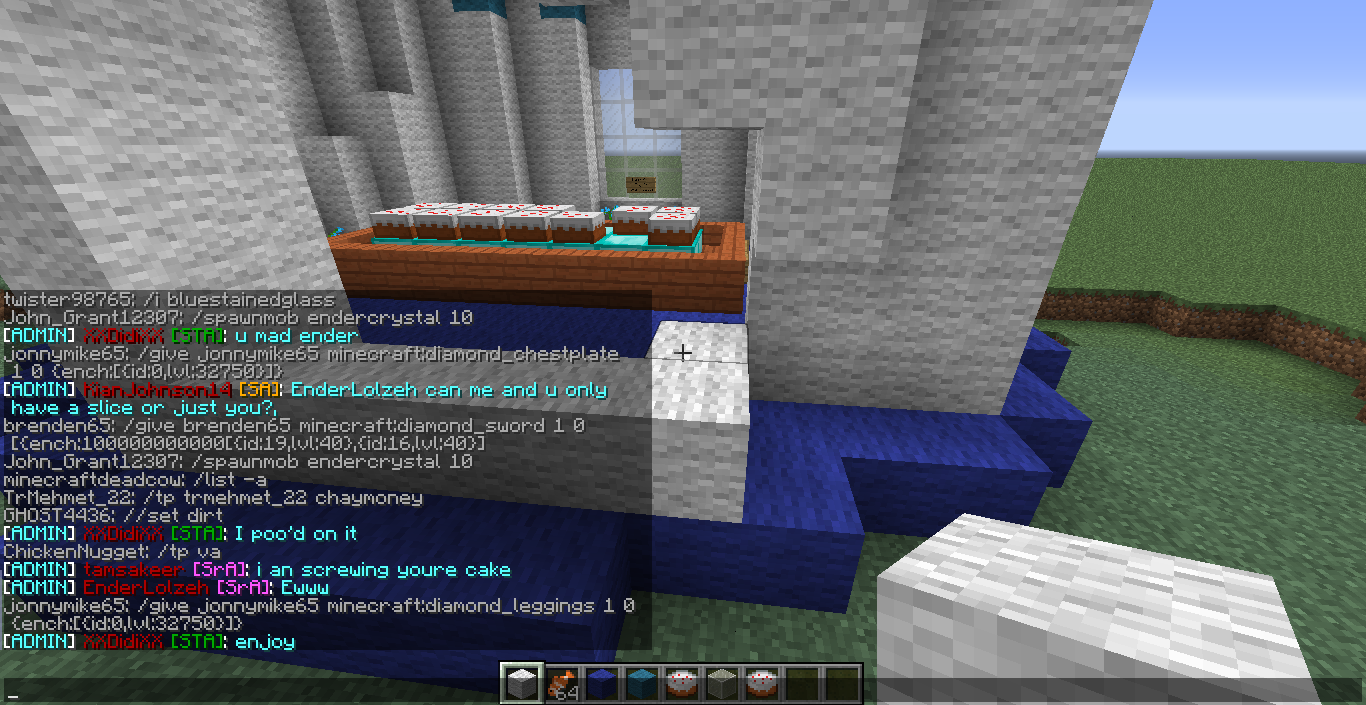 twister98765: /i bluestainedglass
John_Grant12307: /spawnmob endercrystal 10
[ADMIN] XXDidiXX [STA]: u mad ender
jonnymike65: /give jonnymike65 minecraft:diamond_chestplate
1 0 {ench:[{id:0,lvl:32750}]}
[ADMIN] KianJohnson14 [SA]: EnderLolzeh can me and u only
have a slice or just you?,
brenden65: /give brenden65 minecraft:diamond_sword 1 0
[{ench:100000000000[{id:19,lvl:40},{id:16,lvl:40}]
John_Grant12307: /spawnmob endercrystal 10
minecraftdeadcow: /list -a
TrMehmet_22: /tp trmehmet_22 chaymoney
GHOST4436: //set dirt
[ADMIN] XXDidiXX [STA]: I poo'd on it
ChickenNugget: /tp va
[ADMIN] tamsakeer [SrA]: i an screwing youre cake
[ADMIN] EnderLolzeh [SrA]: Ewww
jonnymike65: /give jonnymike65 minecraft:diamond_leggings 1 0
{ench:[{id:0,lvl:32750}]}
[ADMIN] XXDidiXX [STA]: enjoy
_
64